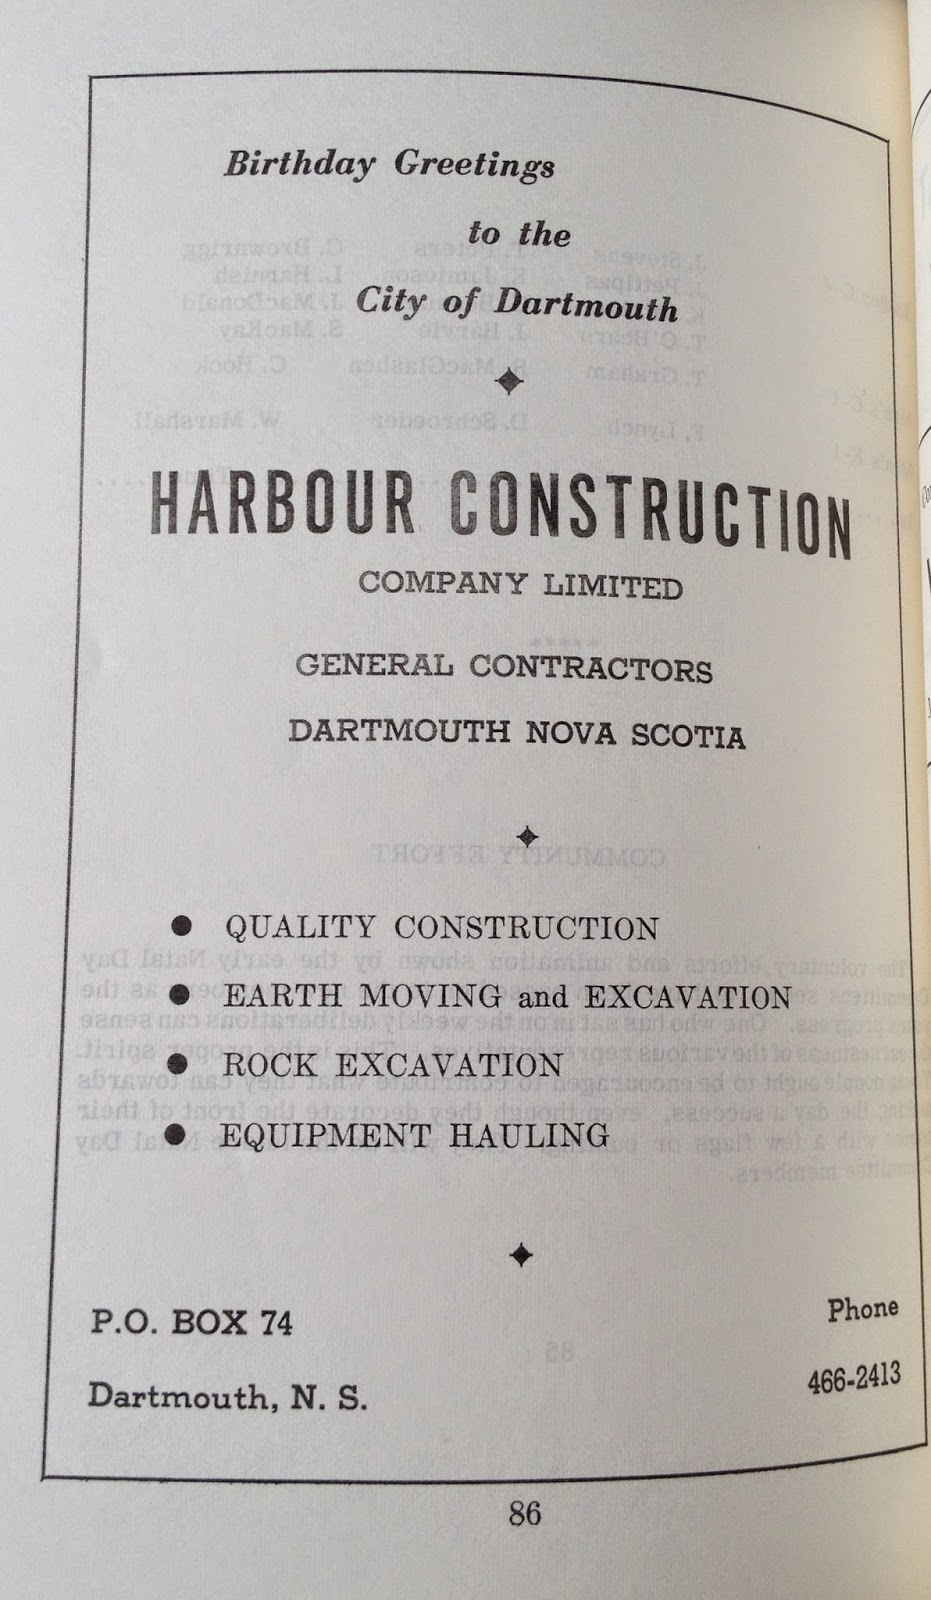 Birthday Greetings
to the
City of Dartmouth
HARBOUR CONSTRUCTION
COMPANY LIMITED
GENERAL CONTRACTORS
DARTMOUTH NOVA SCOTIA
● QUALITY CONSTRUCTION
● EARTH MOVING and EXCAVATION
● ROCK EXCAVATION
● EQUIPMENT HAULING
P.O. BOX 74
Dartmouth, N. S.
Phone
466-2413
86